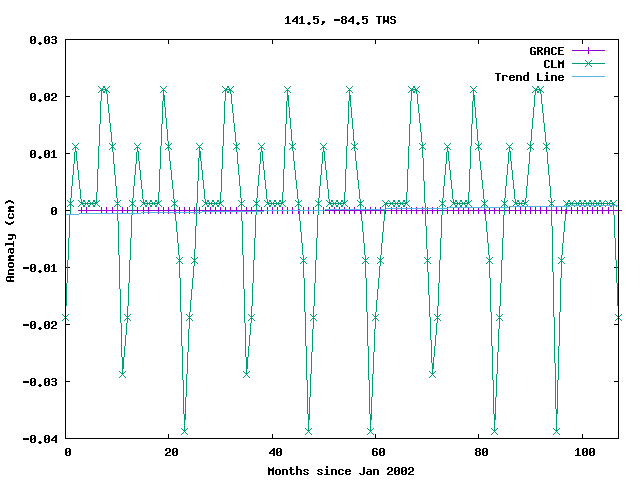 141.5, -84.5 TWS
GRACE
CLM
Trend Line
0.03
0.02
0.01
0
-0.01
-0.02
-0.03
-0.04
Anomaly (cm)
0 20 40 60 80 100
Months since Jan 2002